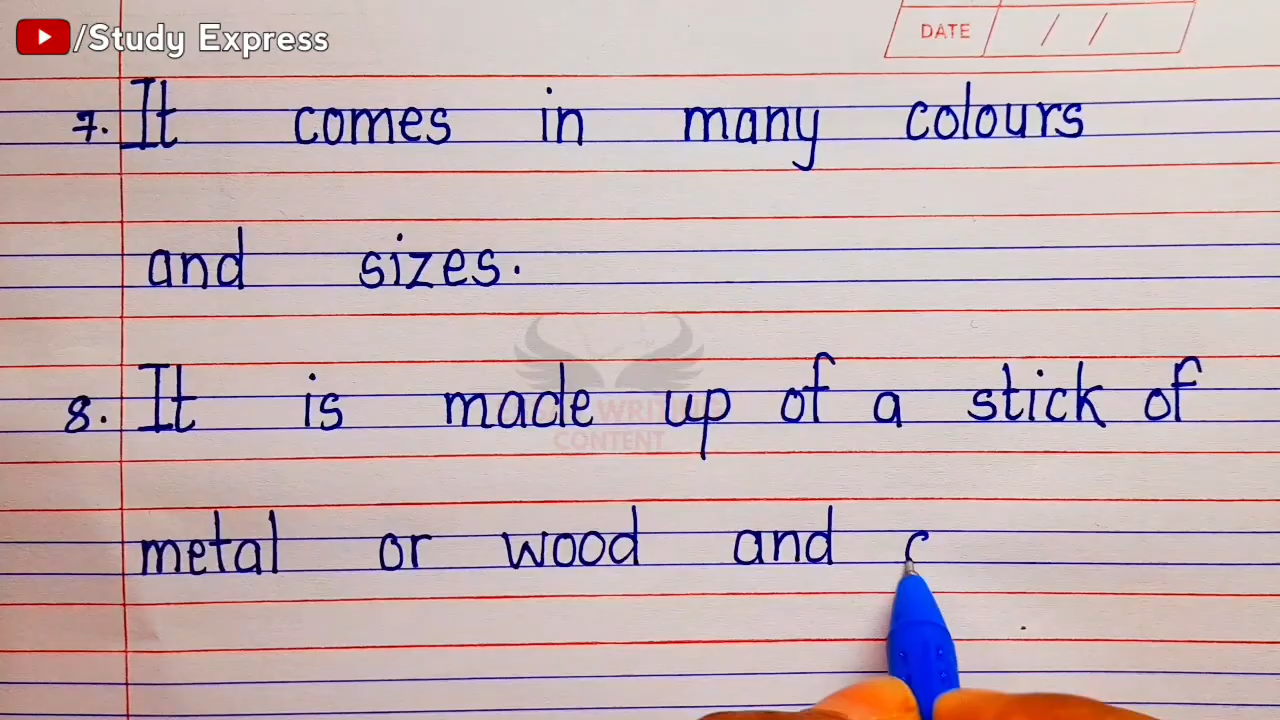 /Study Express
DATE / /
7. It comes in many colours
and sizes.
8. It is made up of a stick of
metal or wood and